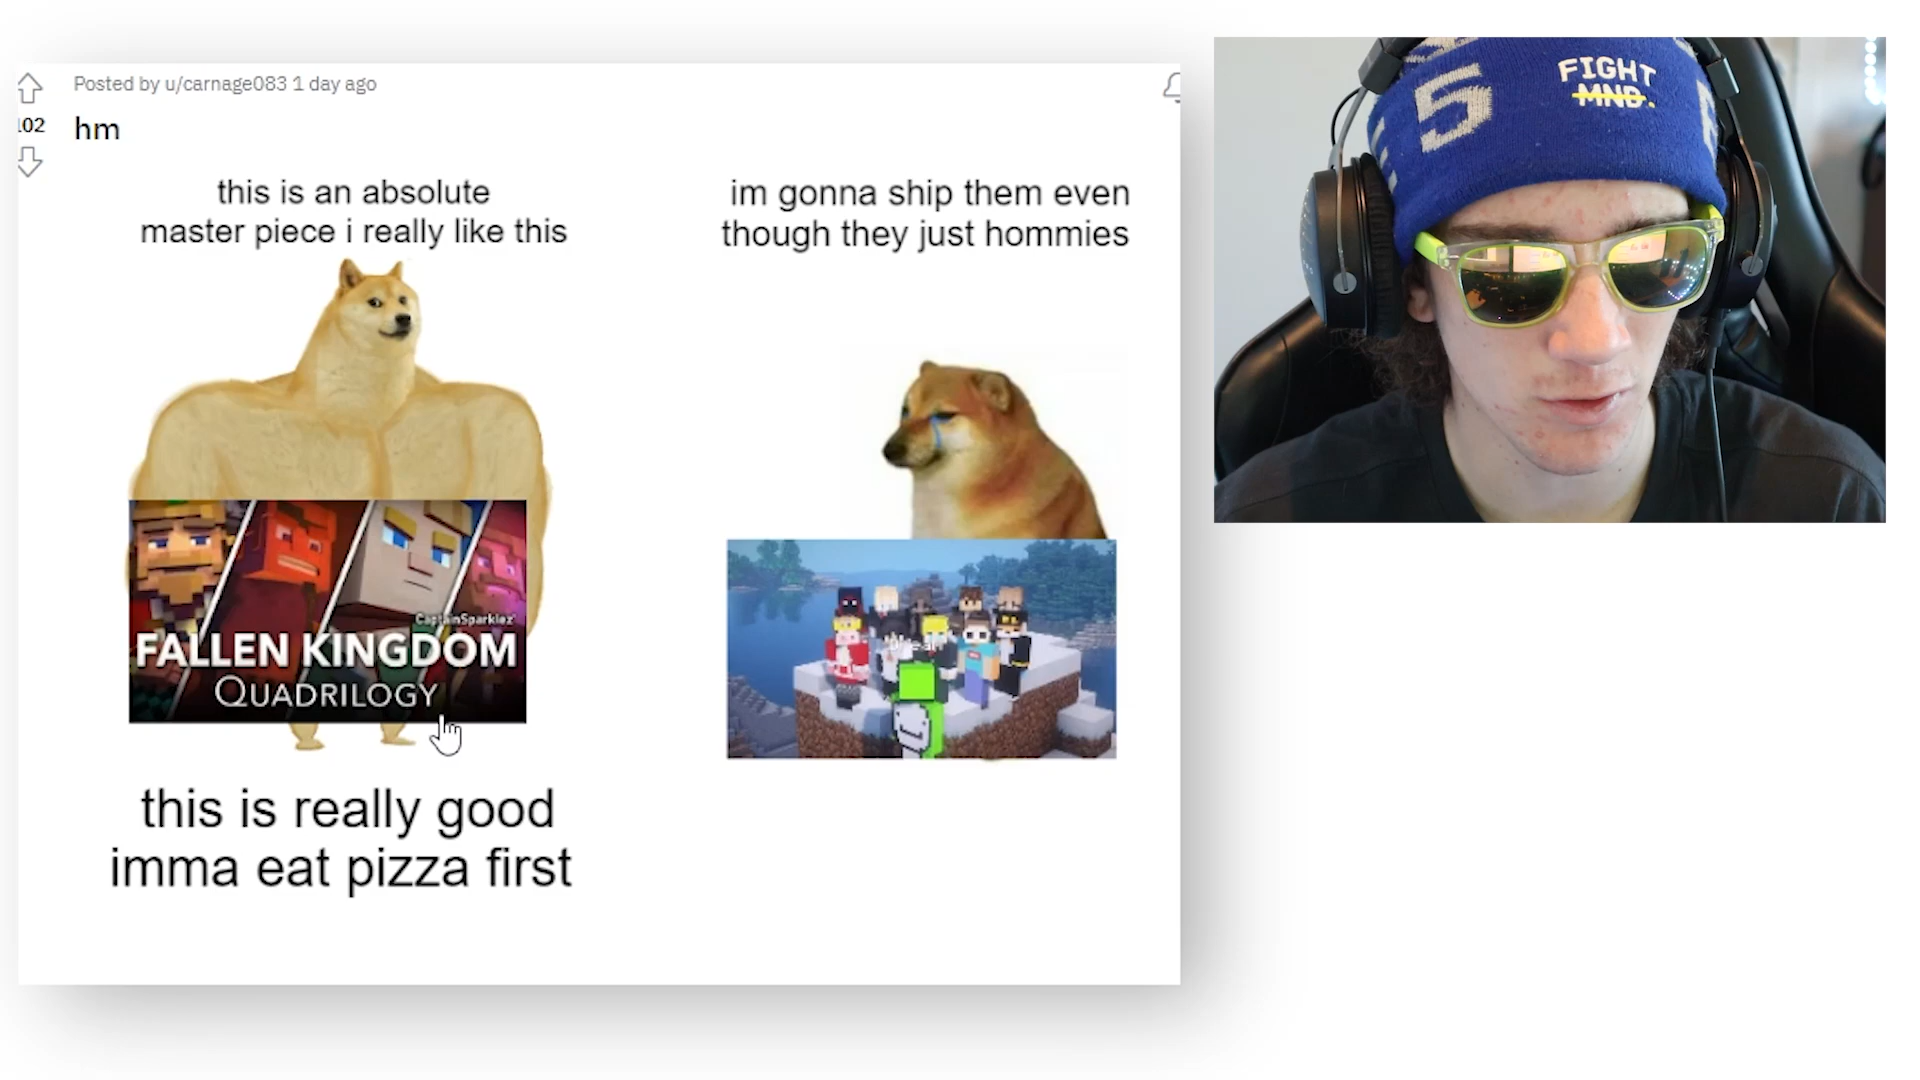 Posted by u/carnage083 1 day ago
102
hm
this is an absolute
master piece i really like this
im gonna ship them even
though they just hommies
CaptainSparklez'
FALLEN KINGDOM
QUADRILOGY
Dream
this is really good
imma eat pizza first
5
FIGHT
MND.